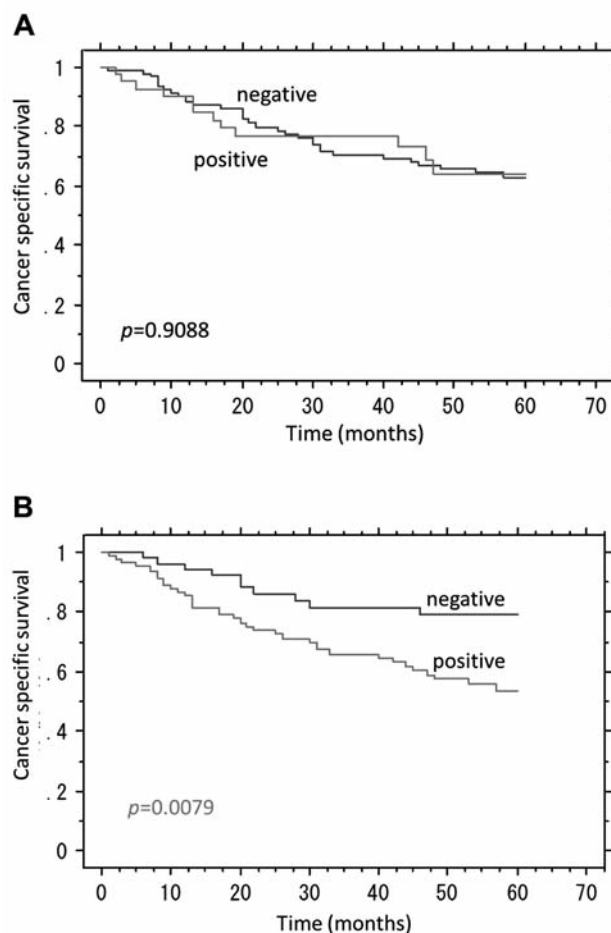 A
Cancer specific survival
1
. 8
. 6
. 4
. 2
0
negative
positive
p=0.9088
0 10 20 30 40 50 60 70
Time (months)
B
Cancer specific survival
1
. 8
. 6
. 4
. 2
0
negative
positive
p=0.0079
0 10 20 30 40 50 60 70
Time (months)